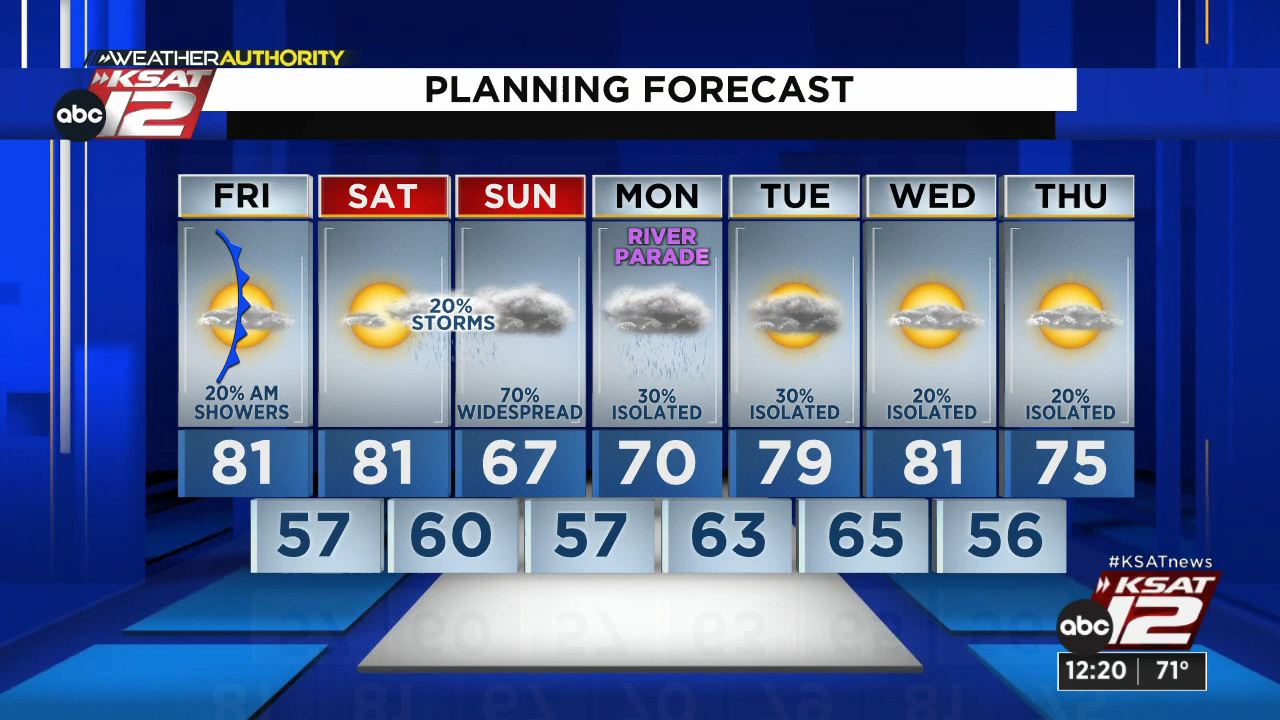 WEATHERAUTHORITY
KSAT
abc 12
PLANNING FORECAST
FRI SAT SUN MON TUE WED THU
RIVER
PARADE
20%
STORMS
20% AM
SHOWERS
70%
WIDESPREAD
30%
ISOLATED
30%
ISOLATED
20%
ISOLATED
20%
ISOLATED
81 81 67 70 79 81 75
57 60 57 63 65 56
#KSATnews
KSAT
abc 12
12:20 71°